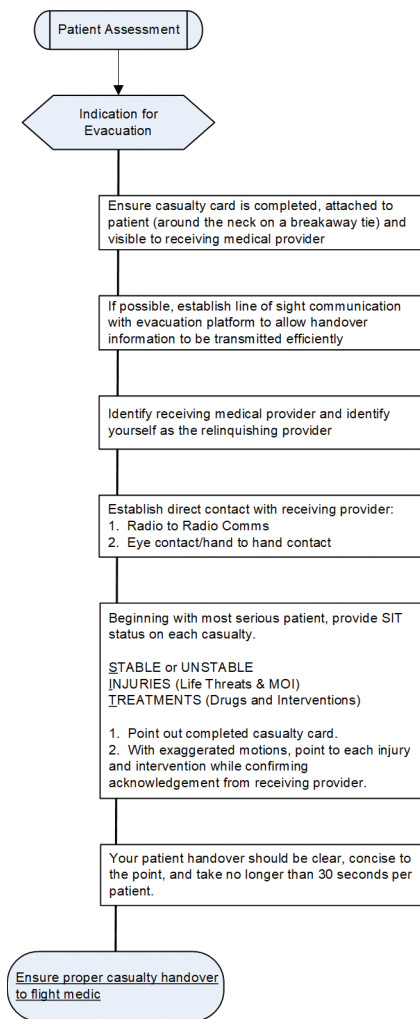 Patient Assessment
Indication for
Evacuation
Ensure casualty card is completed, attached to
patient (around the neck on a breakaway tie) and
visible to receiving medical provider
If possible, establish line of sight communication
with evacuation platform to allow handover
information to be transmitted efficiently
Identify receiving medical provider and identify
yourself as the relinquishing provider
Establish direct contact with receiving provider:
1. Radio to Radio Comms
2. Eye contact/hand to hand contact
Beginning with most serious patient, provide SIT
status on each casualty.
STABLE or UNSTABLE
INJURIES (Life Threats & MOI)
TREATMENTS (Drugs and Interventions)
1. Point out completed casualty card.
2. With exaggerated motions, point to each injury
and intervention while confirming
acknowledgement from receiving provider.
Your patient handover should be clear, concise to
the point, and take no longer than 30 seconds per
patient.
Ensure proper casualty handover
to flight medic